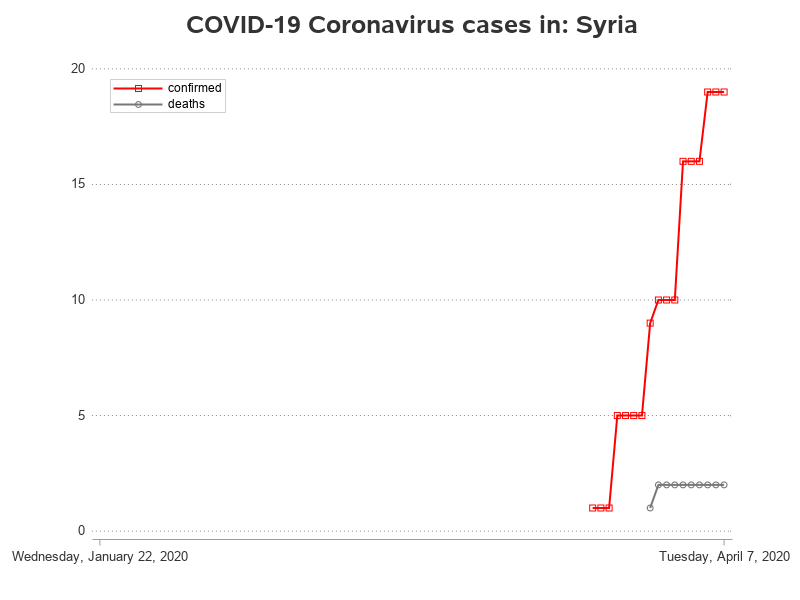 COVID-19 Coronavirus cases in: Syria
20
confirmed
deaths
15
10
5
0
Wednesday, January 22, 2020
Tuesday, April 7, 2020